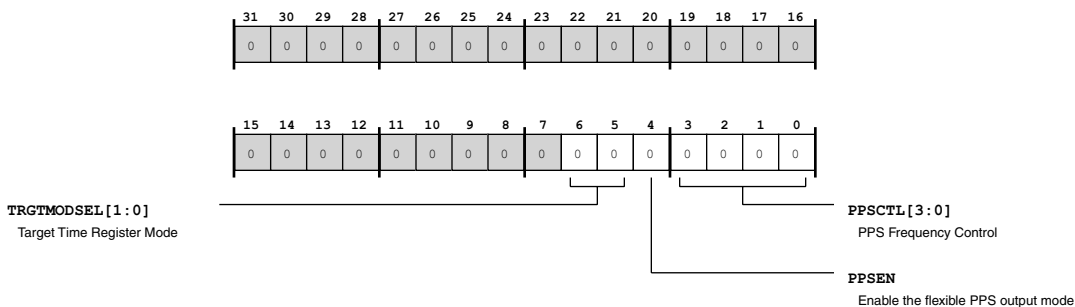 31 30 29 28 27 26 25 24 23 22 21 20 19 18 17 16
0 0 0 0 0 0 0 0 0 0 0 0 0 0 0 0
15 14 13 12 11 10 9 8 7 6 5 4 3 2 1 0
0 0 0 0 0 0 0 0 0 0 0 0 0 0 0 0
TRGTMODSEL[1:0]
Target Time Register Mode
PPSCTL[3:0]
PPS Frequency Control
PPSEN
Enable the flexible PPS output mode